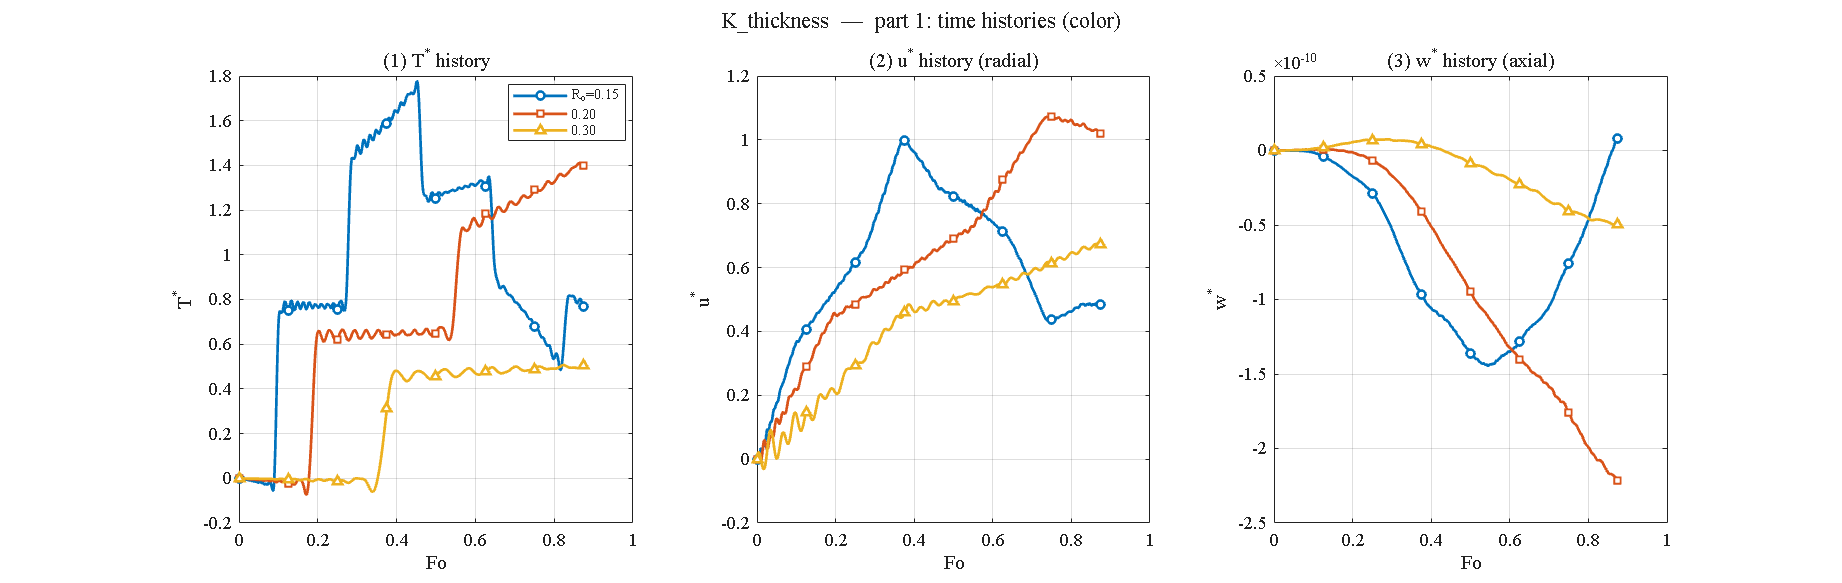 K_thickness — part 1: time histories (color)
(1) T* history
1.8
1.6
1.4
1.2
1
0.8
0.6
0.4
0.2
0
-0.2
T*
0 0.2 0.4 0.6 0.8 1
Fo
Ro=0.15
0.20
0.30
(2) u* history (radial)
1.2
1
0.8
0.6
0.4
0.2
0
-0.2
u*
0 0.2 0.4 0.6 0.8 1
Fo
(3) w* history (axial)
×10-10
0.5
0
-0.5
-1
-1.5
-2
-2.5
w*
0 0.2 0.4 0.6 0.8 1
Fo